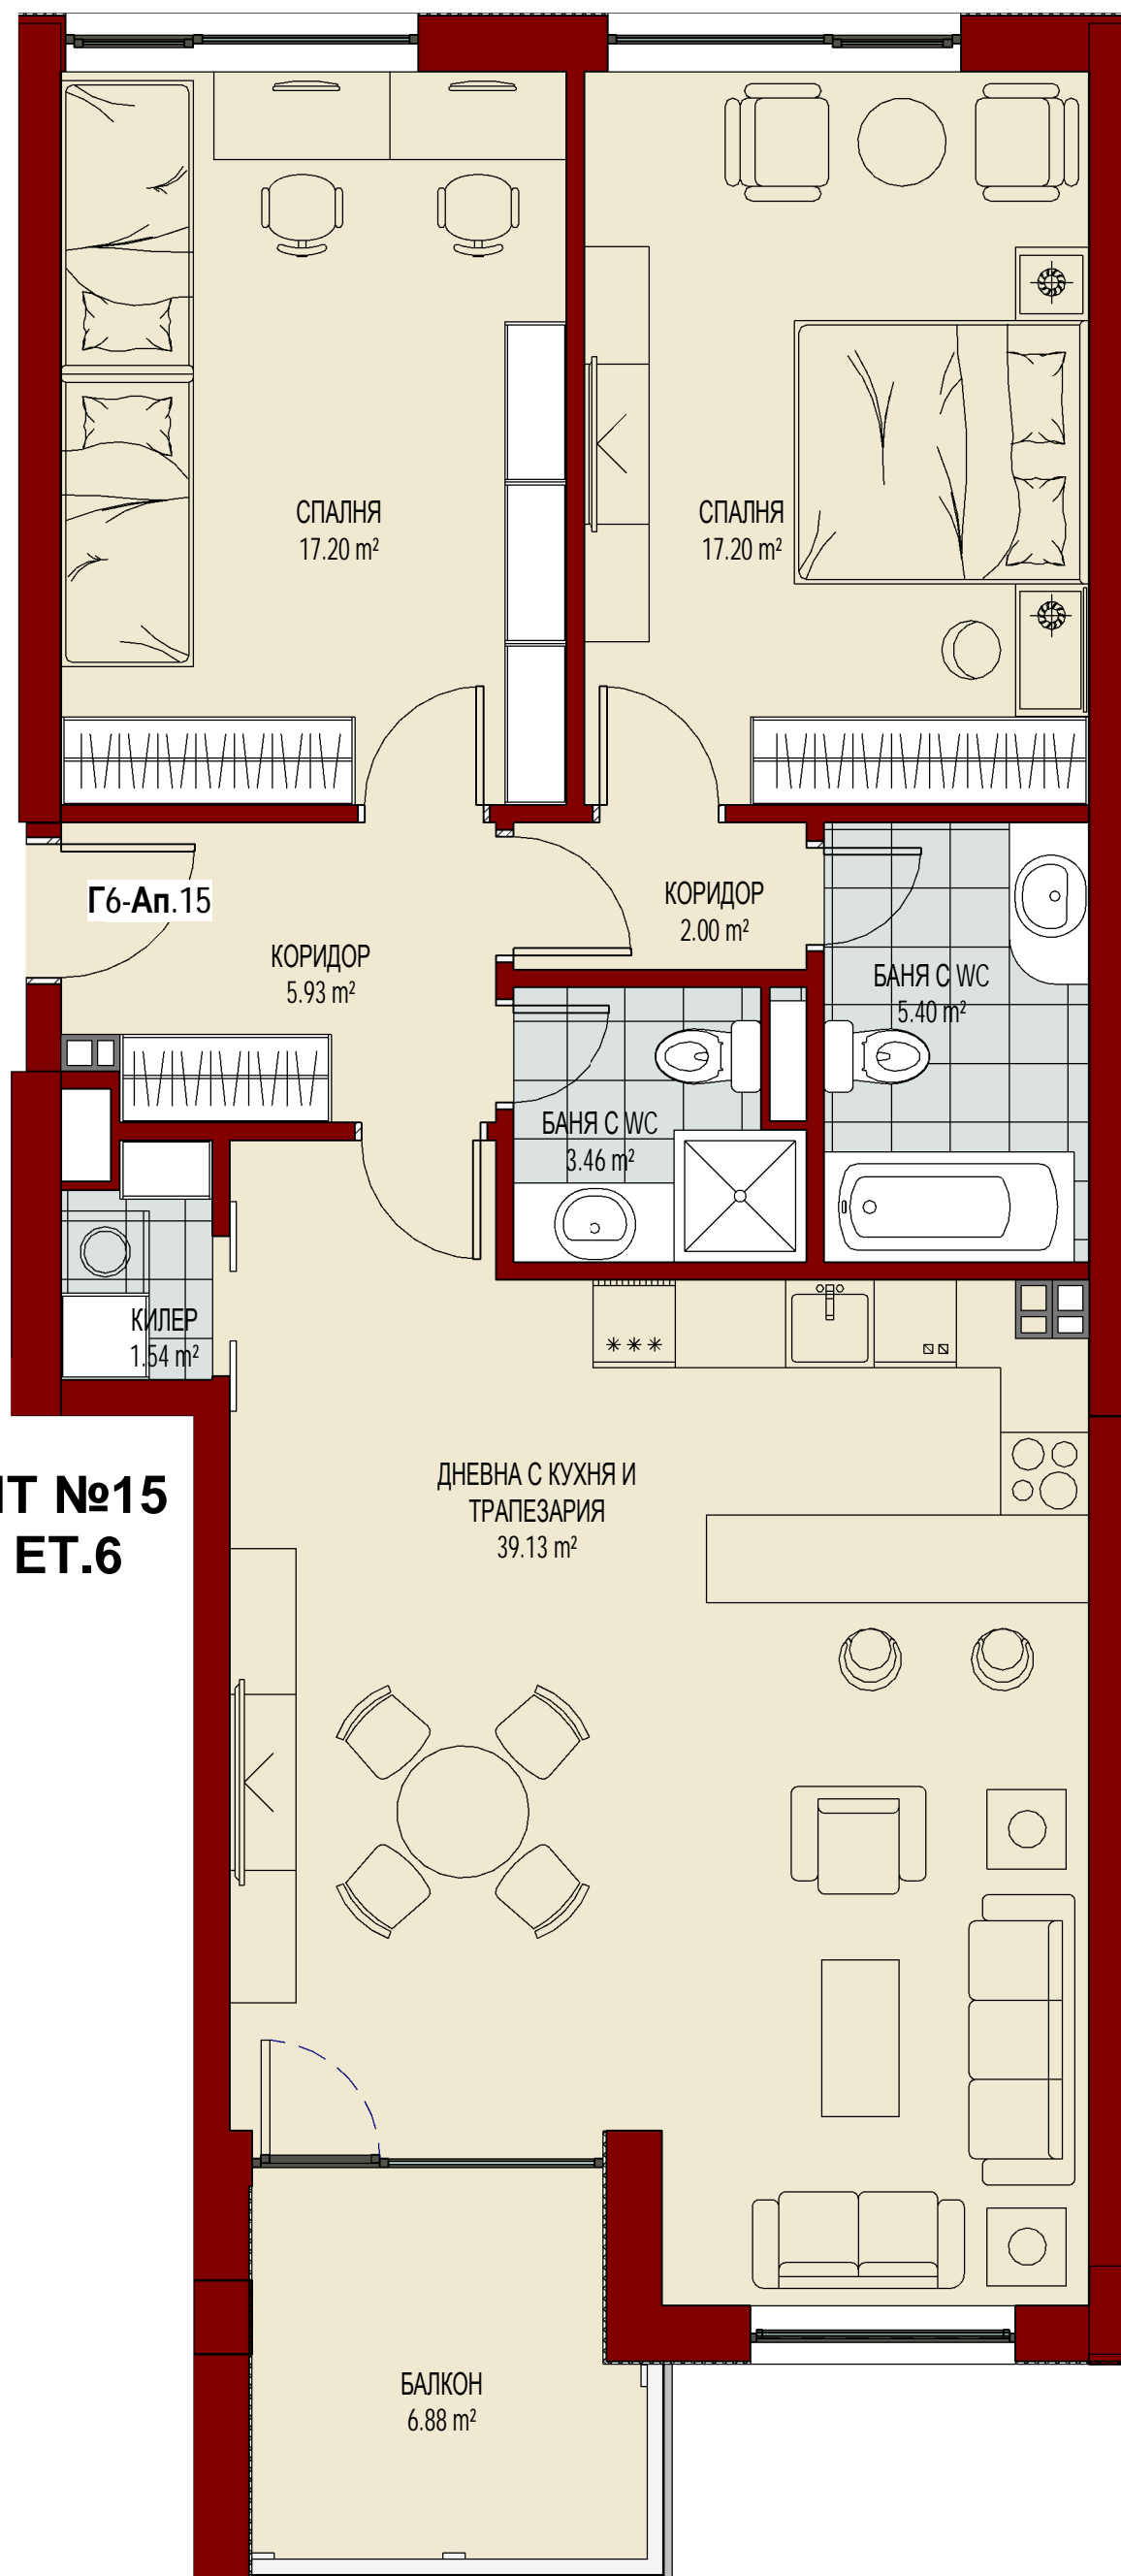 СПАЛНЯ
17.20 m²
СПАЛНЯ
17.20 m²
Г6-Ап.15
КОРИДОР
5.93 m²
КОРИДОР
2.00 m²
БАНЯ С WC
5.40 m²
БАНЯ С WC
3.46 m²
КИЛЕР
1.54 m²
ДНЕВНА С КУХНЯ И
ТРАПЕЗАРИЯ
39.13 m²
№15
ЕТ.6
БАЛКОН
6.88 m²